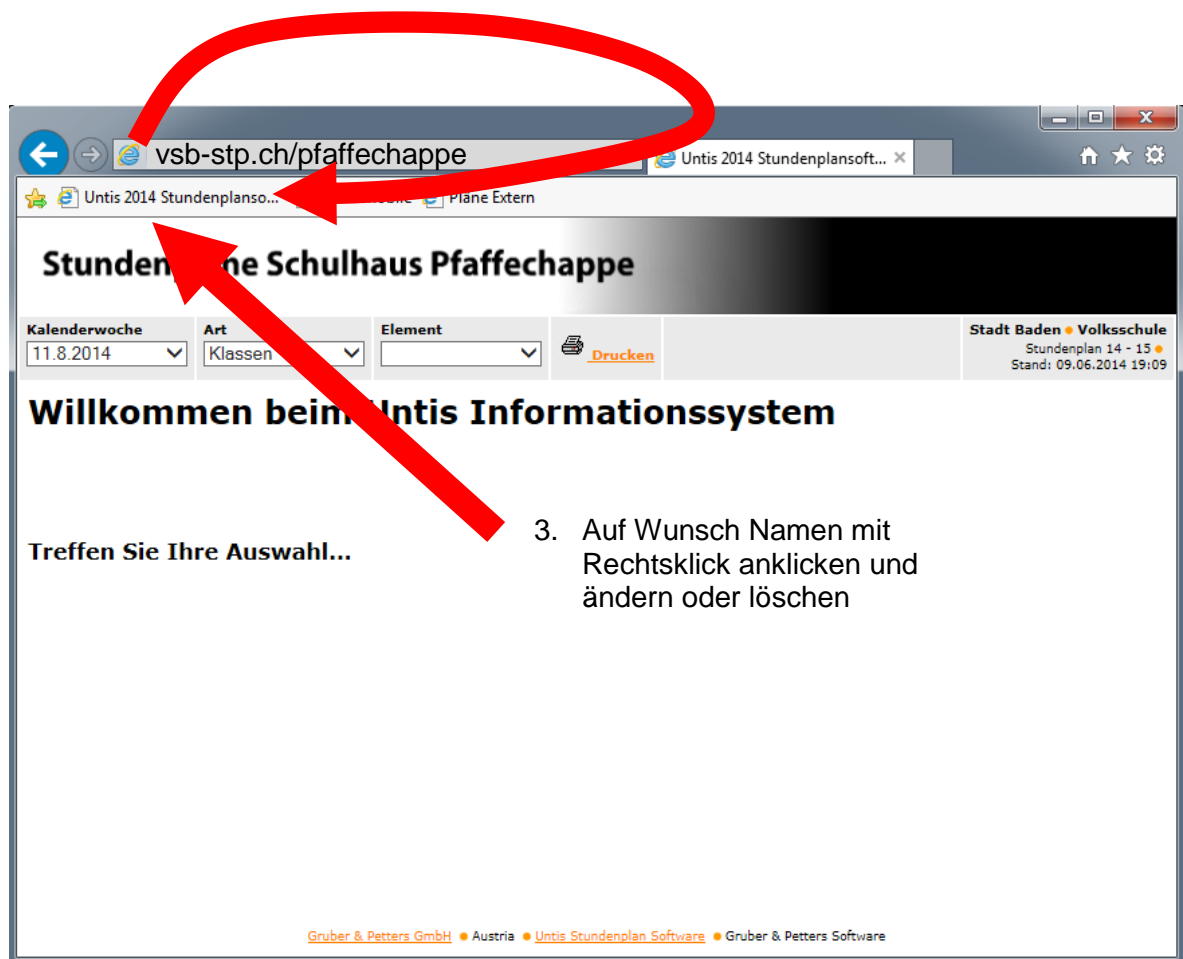 vsb-stp.ch/pfaffechappe
Untis 2014 Stundenplansoft...
Untis 2014 Stundenplanso...
Pläne Extern
Schulhaus Pfaffechappe
Kalenderwoche
Art
Element
11.8.2014
Klassen
Drucken
Stadt Baden • Volksschule
Stundenplan 14 - 15 •
Stand: 09.06.2014 19:09
Willkommen beim Untis Informationssystem
3. Auf Wunsch Namen mit
Rechtsklick anklicken und
ändern oder löschen
Treffen Sie Ihre Auswahl...
Gruber & Petters GmbH • Austria • Untis Stundenplan Software • Gruber & Petters Software